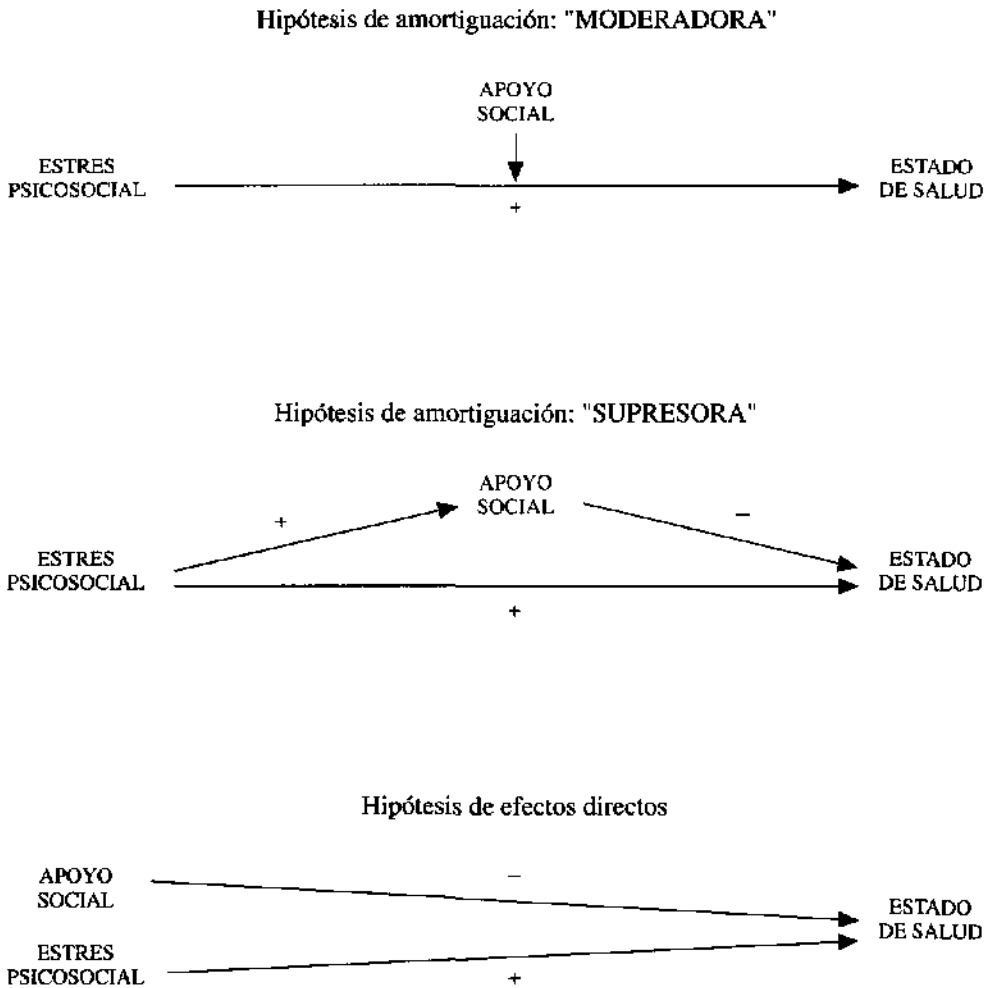 Hipótesis de amortiguación: "MODERADORA"
APOYO
SOCIAL
ESTRES
PSICOSOCIAL
ESTADO
DE SALUD
+
Hipótesis de amortiguación: "SUPRESORA"
APOYO
SOCIAL
+
−
ESTRES
PSICOSOCIAL
ESTADO
DE SALUD
+
Hipótesis de efectos directos
APOYO
SOCIAL
−
ESTADO
DE SALUD
ESTRES
PSICOSOCIAL
+